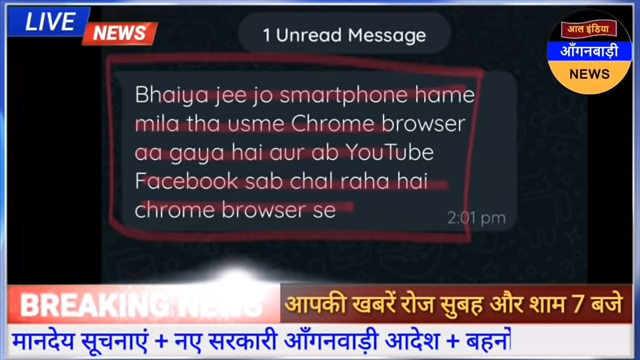 LIVE
NEWS
1 Unread Message
आल इंडिया
आँगनबाड़ी
NEWS
Bhaiya jee jo smartphone hame
mila tha usme Chrome browser
aa gaya hai aur ab YouTube
Facebook sab chal raha hai
chrome browser se
2:01 pm
BREAKING NEWS
आपकी खबरें रोज सुबह और शाम 7 बजे
मानदेय सूचनाएं + नए सरकारी आँगनवाड़ी आदेश + बहनों